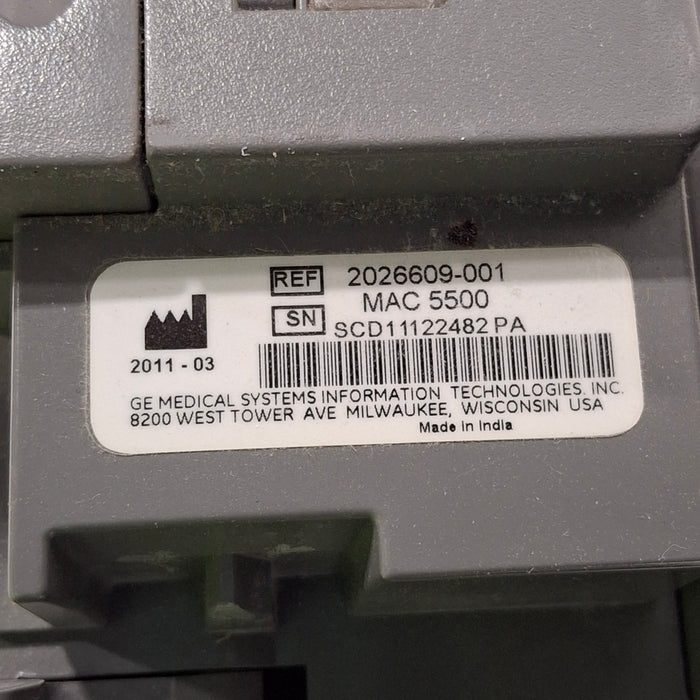 REF 2026609-001
MAC 5500
SN SCD11122482 PA
2011 - 03
GE MEDICAL SYSTEMS INFORMATION TECHNOLOGIES. INC.
8200 WEST TOWER AVE MILWAUKEE, WISCONSIN USA
Made in India